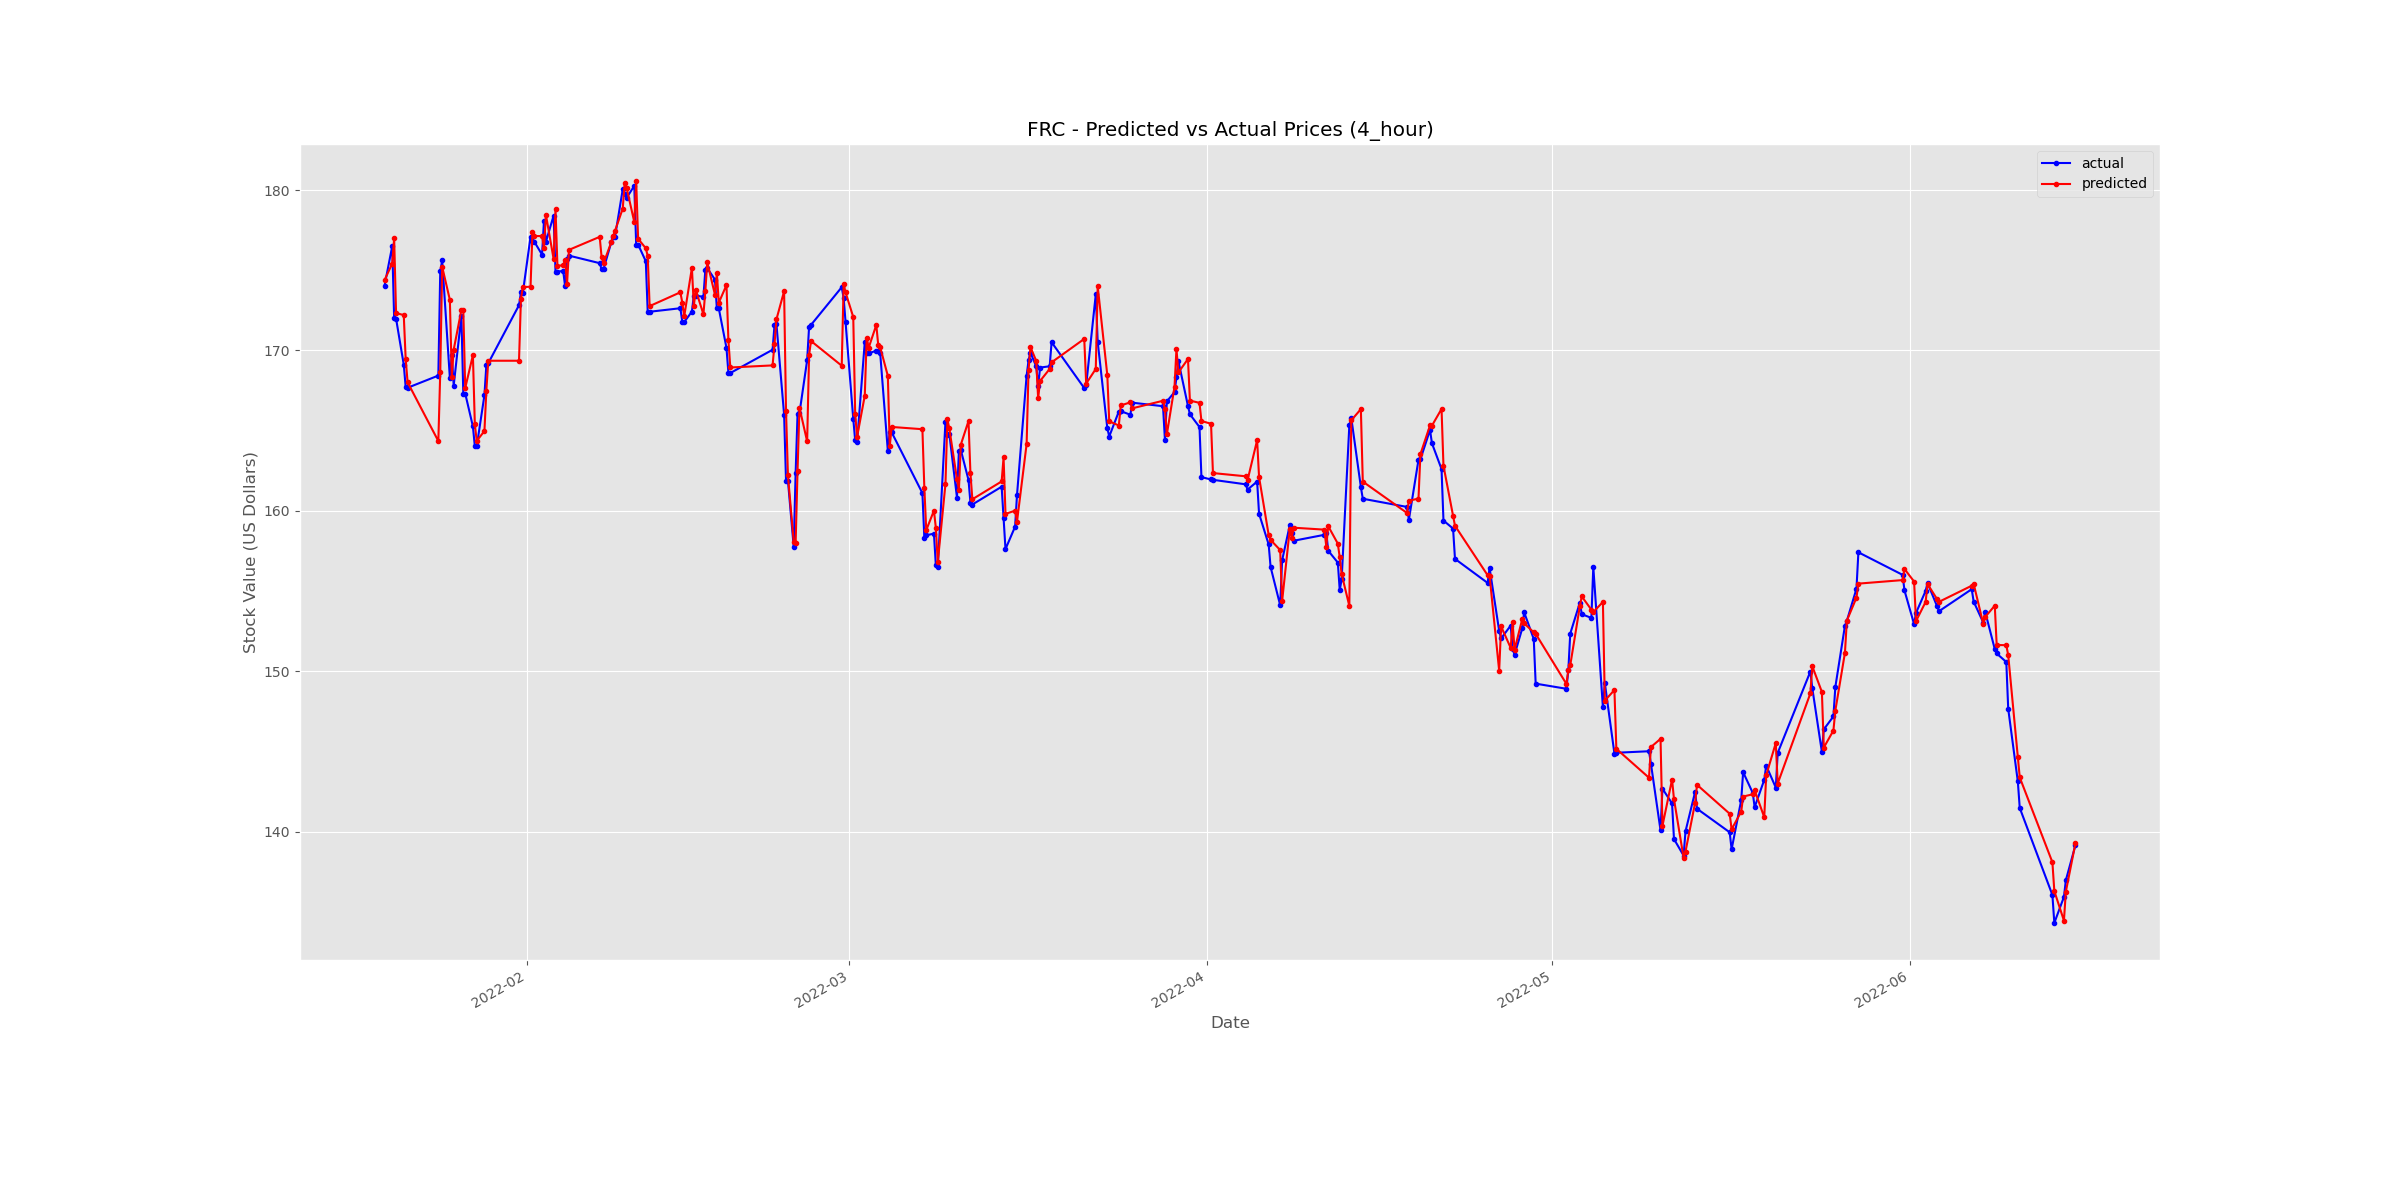 FRC - Predicted vs Actual Prices (4_hour)
actual
predicted
180
170
160
150
140
Stock Value (US Dollars)
2022-02
2022-03
2022-04
2022-05
2022-06
Date